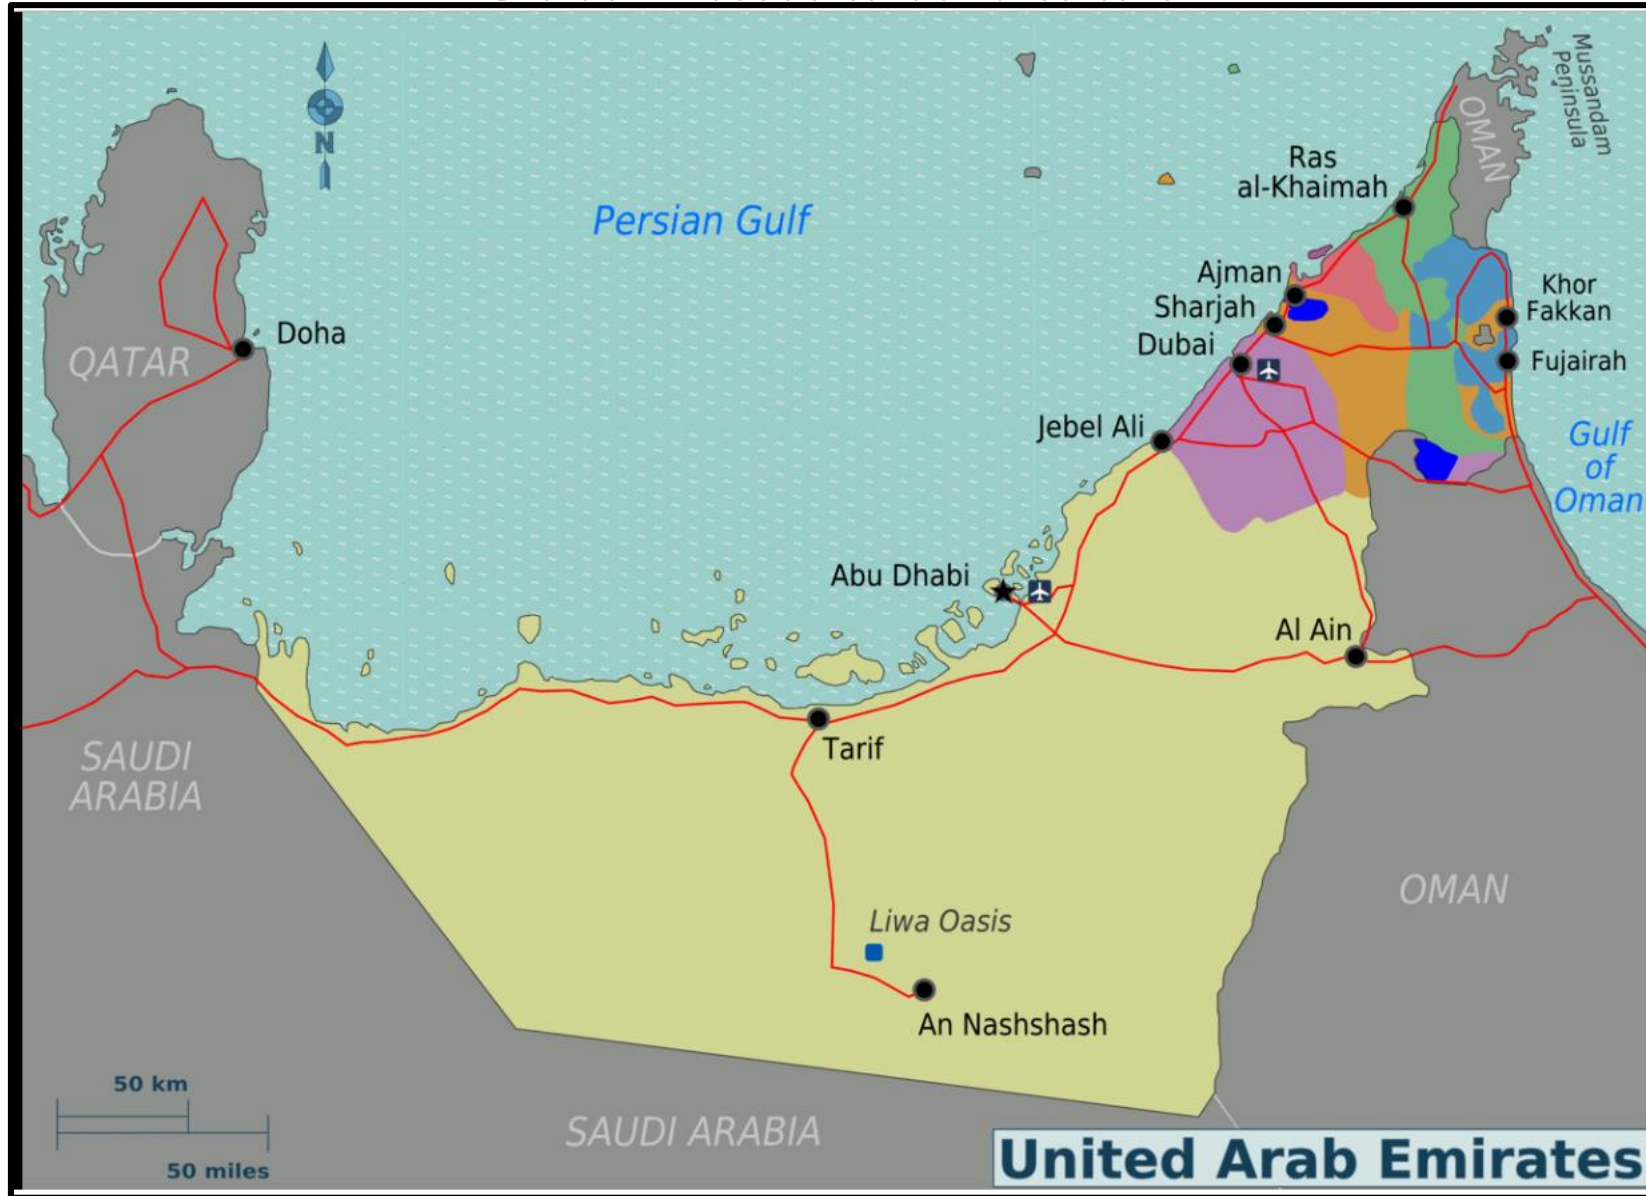 Mussandam
Peninsula
OMAN
N
Ras
al-Khaimah
Persian Gulf
Ajman
Khor
Fakkan
Sharjah
Doha
Dubai
QATAR
Fujairah
Jebel Ali
Gulf
of
Oman
Abu Dhabi
Al Ain
Tarif
SAUDI
ARABIA
OMAN
Liwa Oasis
An Nashshash
50 km
50 miles
SAUDI ARABIA
United Arab Emirates